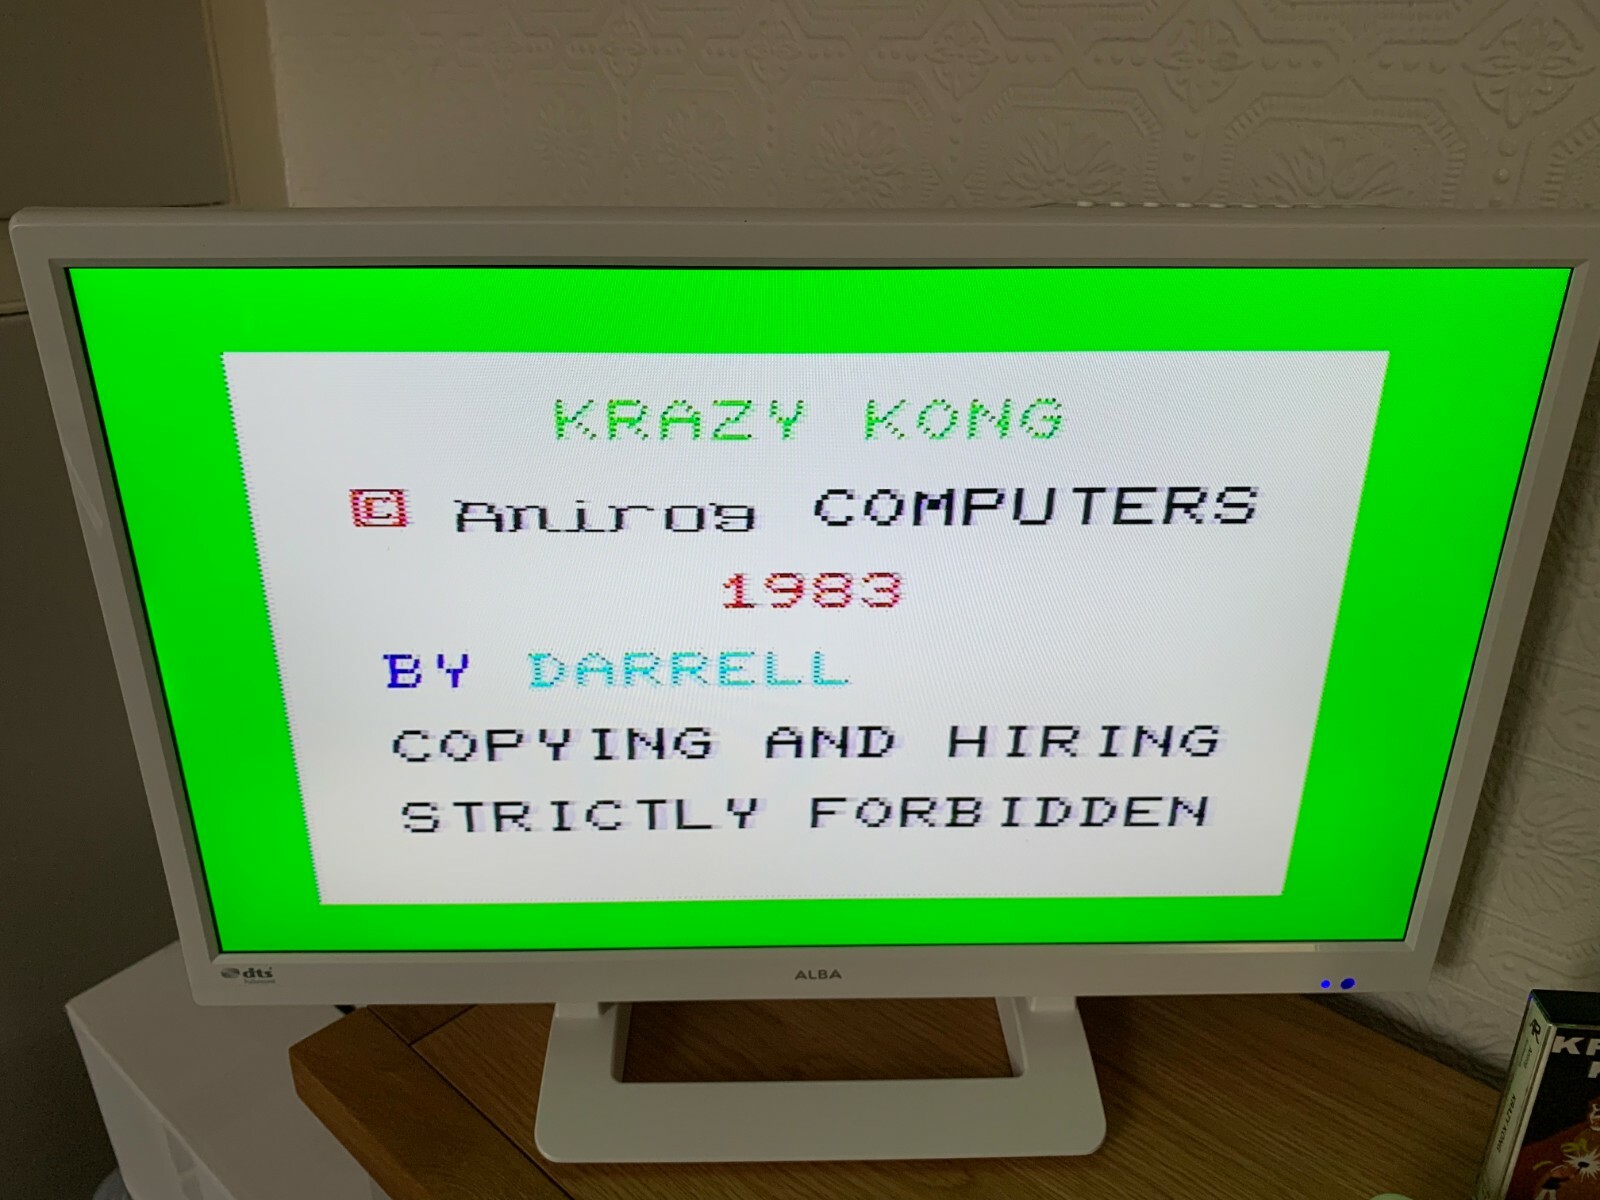 KRAZY KONG
© Anirog COMPUTERS
1983
BY DARRELL
COPYING AND HIRING
STRICTLY FORBIDDEN
dts
ALBA